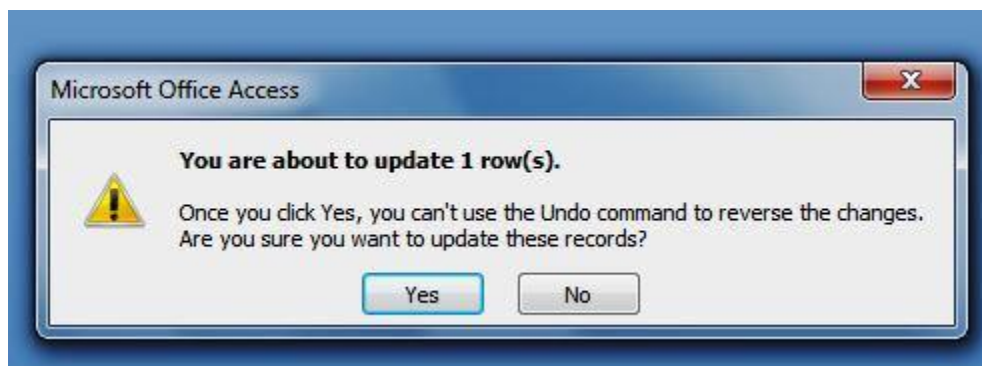 Microsoft Office Access
You are about to update 1 row(s).
Once you click Yes, you can't use the Undo command to reverse the changes.
Are you sure you want to update these records?
Yes
No